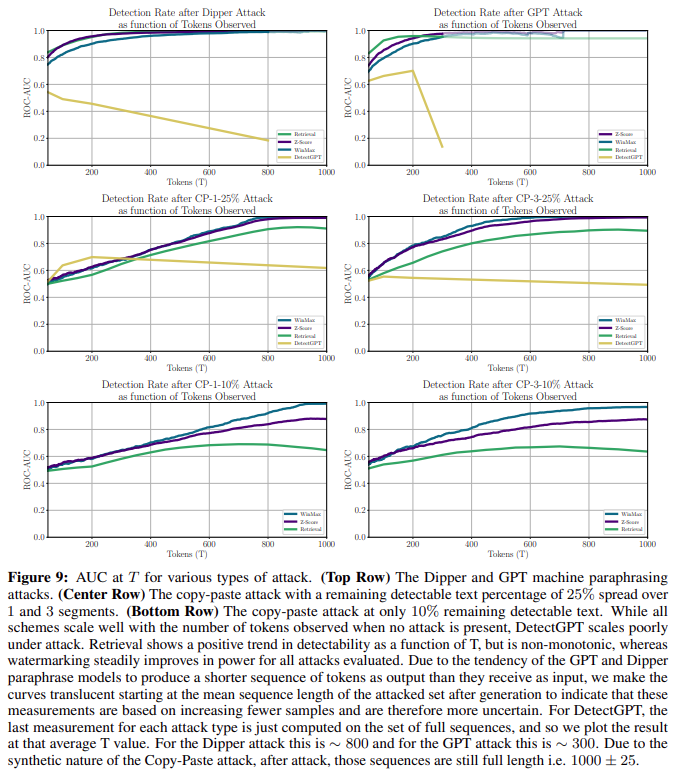 Detection Rate after Dipper Attack
as function of Tokens Observed
1.0
0.8
0.6
0.4
0.2
0.0
ROC-AUC
Retrieval
Z-Score
WinMax
DetectGPT
200 400 600 800 1000
Tokens (T)
Detection Rate after GPT Attack
as function of Tokens Observed
1.0
0.8
0.6
0.4
0.2
0.0
ROC-AUC
Z-Score
WinMax
Retrieval
DetectGPT
200 400 600 800 1000
Tokens (T)
Detection Rate after CP-1-25% Attack
as function of Tokens Observed
1.0
0.8
0.6
0.4
0.2
0.0
ROC-AUC
WinMax
Z-Score
Retrieval
DetectGPT
200 400 600 800 1000
Tokens (T)
Detection Rate after CP-3-25% Attack
as function of Tokens Observed
1.0
0.8
0.6
0.4
0.2
0.0
ROC-AUC
WinMax
Z-Score
Retrieval
DetectGPT
200 400 600 800 1000
Tokens (T)
Detection Rate after CP-1-10% Attack
as function of Tokens Observed
1.0
0.8
0.6
0.4
0.2
0.0
ROC-AUC
WinMax
Z-Score
Retrieval
200 400 600 800 1000
Tokens (T)
Detection Rate after CP-3-10% Attack
as function of Tokens Observed
1.0
0.8
0.6
0.4
0.2
0.0
ROC-AUC
WinMax
Z-Score
Retrieval
200 400 600 800 1000
Tokens (T)
Figure 9: AUC at T for various types of attack. (Top Row) The Dipper and GPT machine paraphrasing
attacks. (Center Row) The copy-paste attack with a remaining detectable text percentage of 25% spread over
1 and 3 segments. (Bottom Row) The copy-paste attack at only 10% remaining detectable text. While all
schemes scale well with the number of tokens observed when no attack is present, DetectGPT scales poorly
under attack. Retrieval shows a positive trend in detectability as a function of T, but is non-monotonic, whereas
watermarking steadily improves in power for all attacks evaluated. Due to the tendency of the GPT and Dipper
paraphrase models to produce a shorter sequence of tokens as output than they receive as input, we make the
curves translucent starting at the mean sequence length of the attacked set after generation to indicate that these
measurements are based on increasing fewer samples and are therefore more uncertain. For DetectGPT, the
last measurement for each attack type is just computed on the set of full sequences, and so we plot the result
at that average T value. For the Dipper attack this is ∼ 800 and for the GPT attack this is ∼ 300. Due to the
synthetic nature of the Copy-Paste attack, after attack, those sequences are still full length i.e. 1000 ± 25.